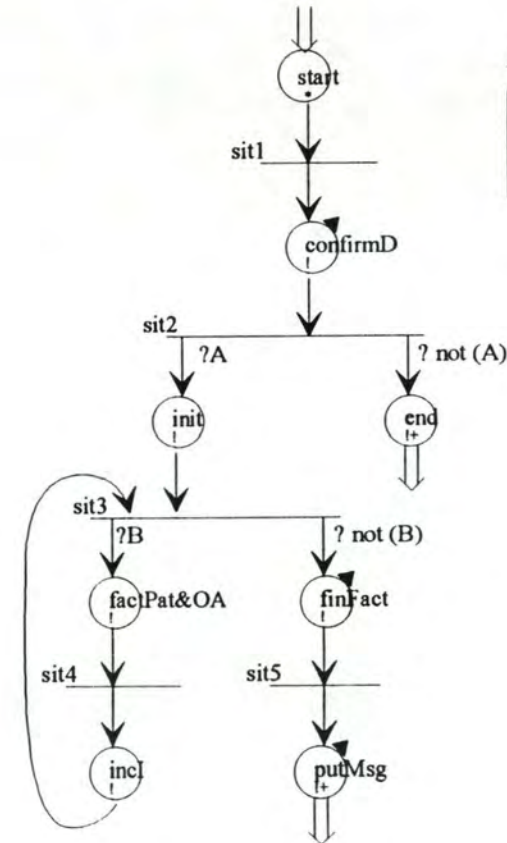 start
sit1
confirmD
!
sit2
?A
? not (A)
init
!
end
!+
sit3
?B
? not (B)
factPat&OA
!
finFact
!
sit4
sit5
incI
!
putMsg
!+